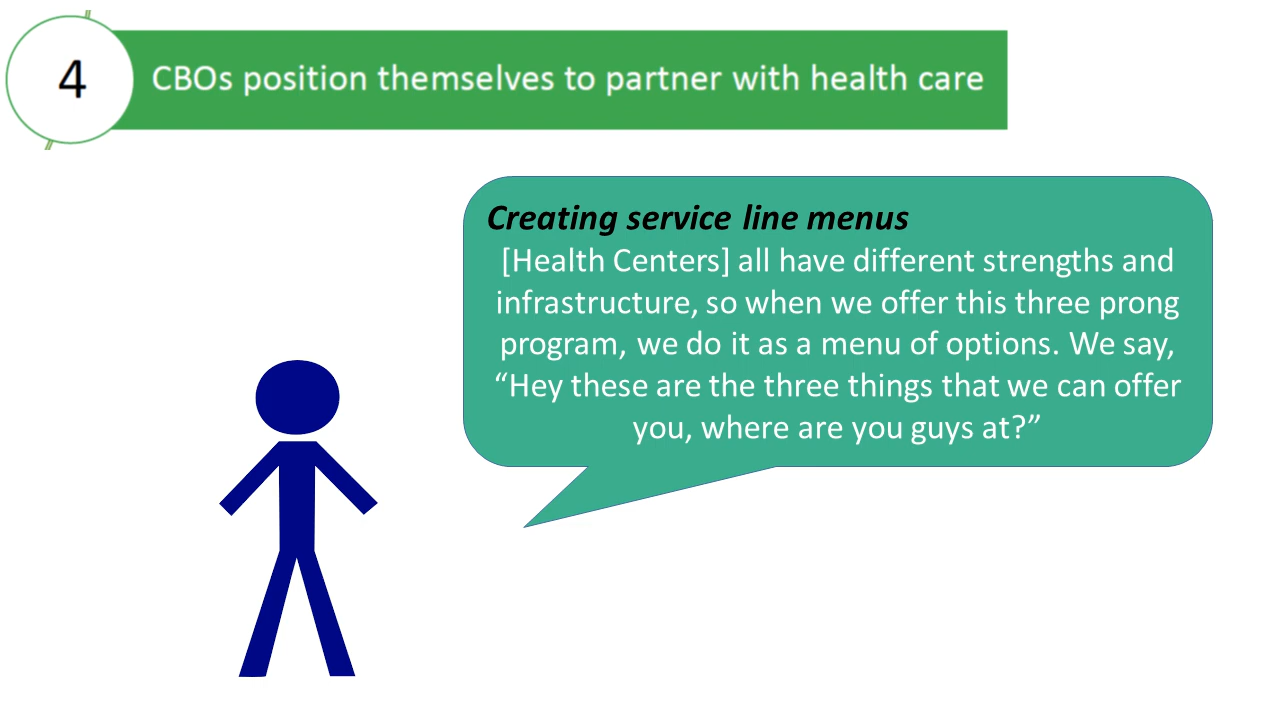 4
CBOs position themselves to partner with health care
Creating service line menus
[Health Centers] all have different strengths and
infrastructure, so when we offer this three prong
program, we do it as a menu of options. We say,
“Hey these are the three things that we can offer
you, where are you guys at?”